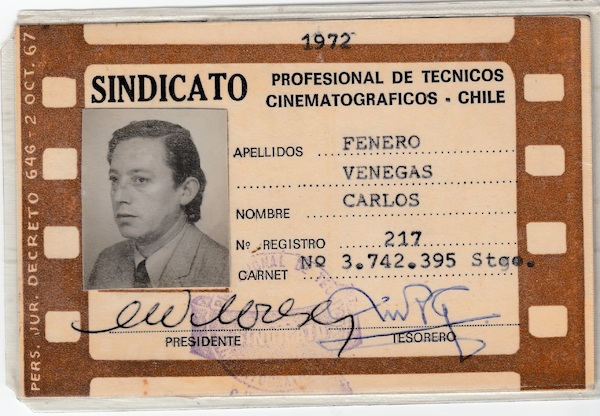 1972
SINDICATO PROFESIONAL DE TECNICOS
CINEMATOGRAFICOS - CHILE
APELLIDOS FENERO
VENEGAS
NOMBRE CARLOS
Nº REGISTRO 217
CARNET Nº 3.742.395 Stgo.
PRESIDENTE TESORERO
PERS. JUR. DECRETO 646 - 2 OCT. 67